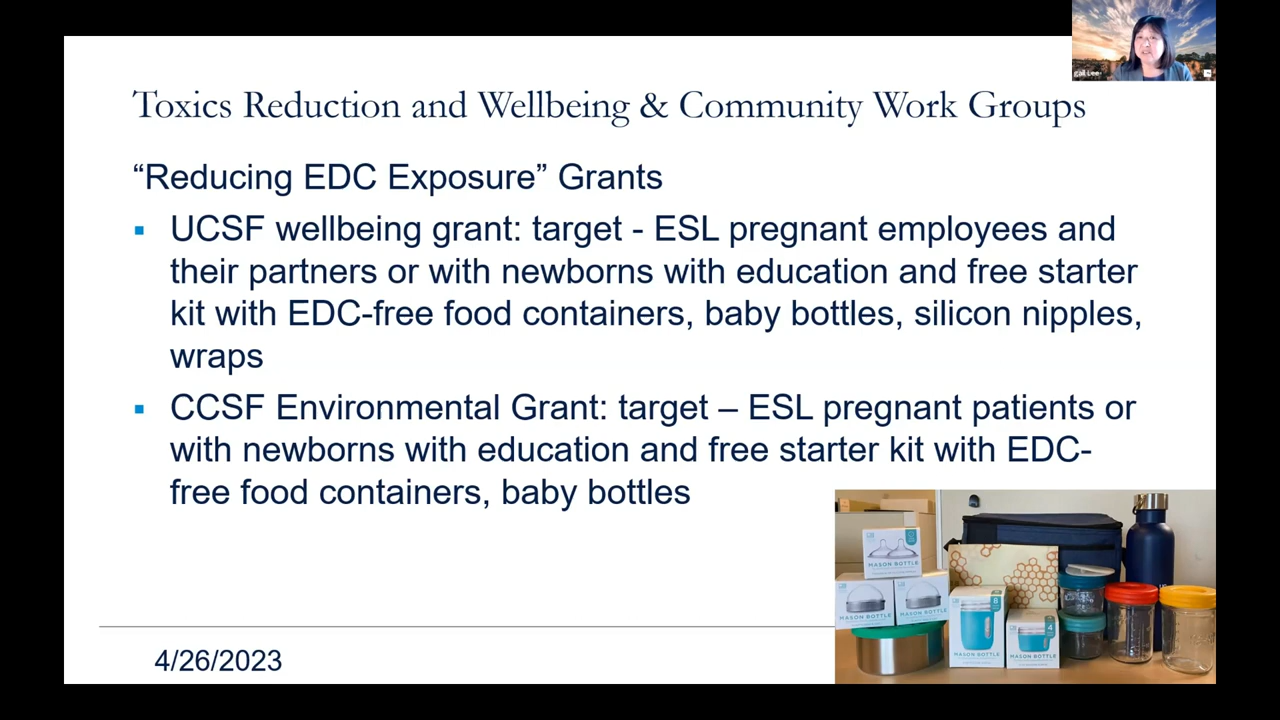 Toxics Reduction and Wellbeing & Community Work Groups
“Reducing EDC Exposure” Grants
▪ UCSF wellbeing grant: target - ESL pregnant employees and
their partners or with newborns with education and free starter
kit with EDC-free food containers, baby bottles, silicon nipples,
wraps
▪ CCSF Environmental Grant: target – ESL pregnant patients or
with newborns with education and free starter kit with EDC-
free food containers, baby bottles
4/26/2023
MASON BOTTLE
MASON BOTTLE
MASON BOTTLE
MASON BOTTLE
MASON BOTTLE
8
4